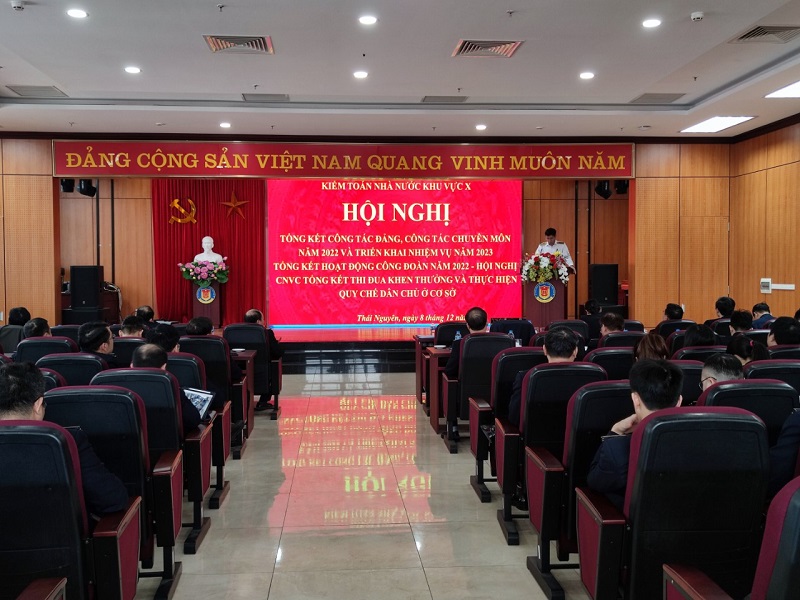 ĐẢNG CỘNG SẢN VIỆT NAM QUANG VINH MUÔN NĂM
KIỂM TOÁN NHÀ NƯỚC KHU VỰC X
HỘI NGHỊ
TỔNG KẾT CÔNG TÁC ĐẢNG, CÔNG TÁC CHUYÊN MÔN
NĂM 2022 VÀ TRIỂN KHAI NHIỆM VỤ NĂM 2023
TỔNG KẾT HOẠT ĐỘNG CÔNG ĐOÀN NĂM 2022 - HỘI NGHỊ
CNVC TỔNG KẾT THI ĐUA KHEN THƯỞNG VÀ THỰC HIỆN
QUY CHẾ DÂN CHỦ Ở CƠ SỞ
Thái Nguyên, ngày 8 tháng 12 năm